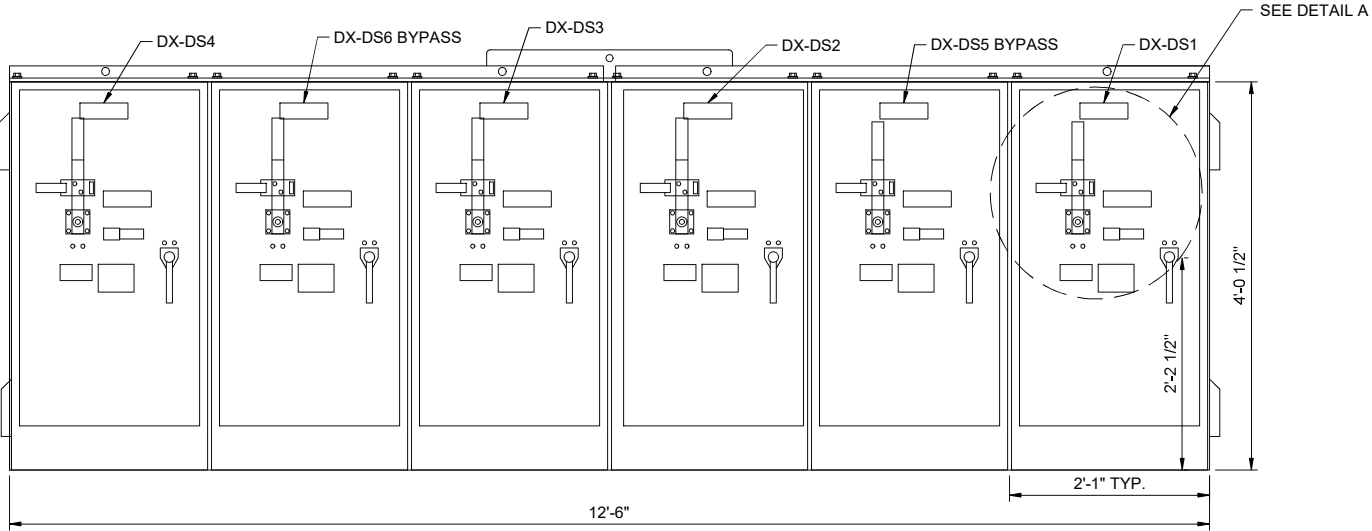 SEE DETAIL A
DX-DS4
DX-DS6 BYPASS
DX-DS3
DX-DS2
DX-DS5 BYPASS
DX-DS1
4'-0 1/2"
2'-2 1/2"
2'-1" TYP.
12'-6"